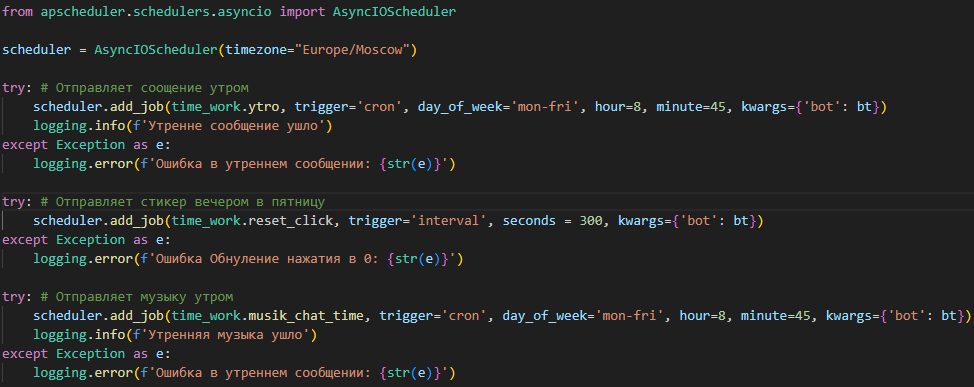 from apscheduler.schedulers.asyncio import AsyncIOScheduler
scheduler = AsyncIOScheduler(timezone="Europe/Moscow")
try: # Отправляет соощение утром
    scheduler.add_job(time_work.ytro, trigger='cron', day_of_week='mon-fri', hour=8, minute=45, kwargs={'bot': bt})
    logging.info(f'Утренне сообщение ушло')
except Exception as e:
    logging.error(f'Ошибка в утреннем сообщении: {str(e)}')
try: # Отправляет стикер вечером в пятницу
    scheduler.add_job(time_work.reset_click, trigger='interval', seconds = 300, kwargs={'bot': bt})
except Exception as e:
    logging.error(f'Ошибка Обнуление нажатия в 0: {str(e)}')
try: # Отправляет музыку утром
    scheduler.add_job(time_work.musik_chat_time, trigger='cron', day_of_week='mon-fri', hour=8, minute=45, kwargs={'bot': bt})
    logging.info(f'Утренняя музыка ушло')
except Exception as e:
    logging.error(f'Ошибка в утреннем сообщении: {str(e)}')